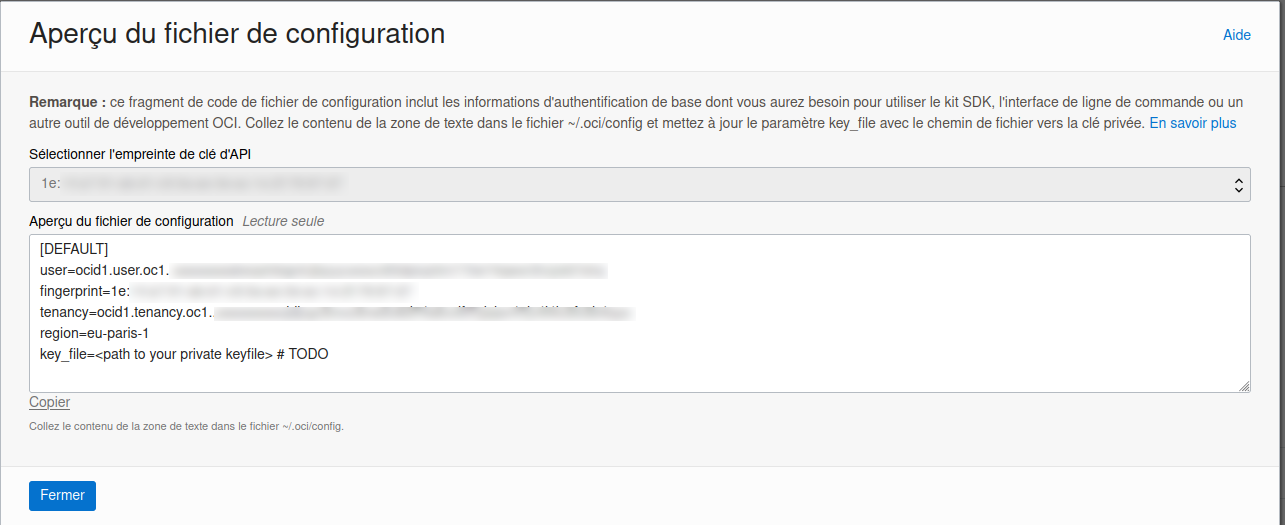 Aperçu du fichier de configuration
Aide
Remarque : ce fragment de code de fichier de configuration inclut les informations d'authentification de base dont vous aurez besoin pour utiliser le kit SDK, l'interface de ligne de commande ou un
autre outil de développement OCI. Collez le contenu de la zone de texte dans le fichier ~/.oci/config et mettez à jour le paramètre key_file avec le chemin de fichier vers la clé privée. En savoir plus
Sélectionner l'empreinte de clé d'API
1e:
Aperçu du fichier de configuration Lecture seule
[DEFAULT]
user=ocid1.user.oc1.
fingerprint=1e:
tenancy=ocid1.tenancy.oc1.
region=eu-paris-1
key_file=<path to your private keyfile> # TODO
Copier
Collez le contenu de la zone de texte dans le fichier ~/.oci/config.
Fermer